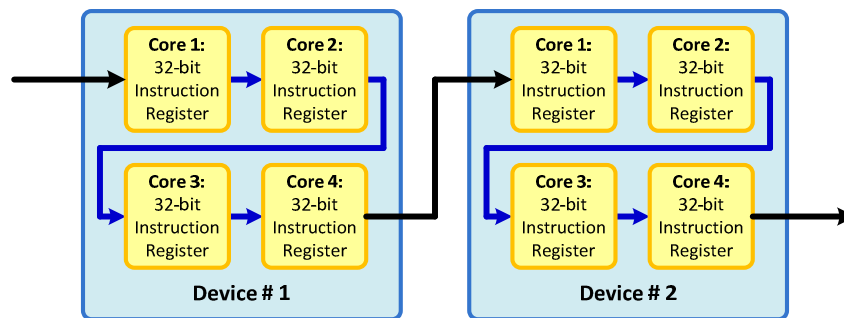 Core 1:
32-bit
Instruction
Register
Core 2:
32-bit
Instruction
Register
Core 3:
32-bit
Instruction
Register
Core 4:
32-bit
Instruction
Register
Device # 1
Core 1:
32-bit
Instruction
Register
Core 2:
32-bit
Instruction
Register
Core 3:
32-bit
Instruction
Register
Core 4:
32-bit
Instruction
Register
Device # 2